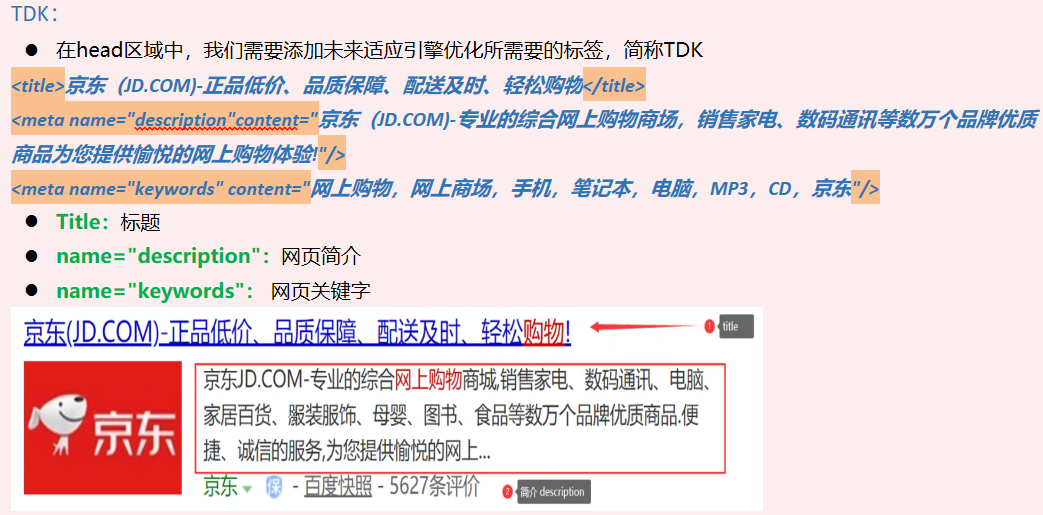 TDK：
● 在head区域中，我们需要添加未来适应引擎优化所需要的标签，简称TDK
<title>京东（JD.COM)-正品低价、品质保障、配送及时、轻松购物</title>
<meta name="description"content="京东（JD.COM)-专业的综合网上购物商场，销售家电、数码通讯等数万个品牌优质
商品为您提供愉悦的网上购物体验!"/>
<meta name="keywords" content="网上购物，网上商场，手机，笔记本，电脑，MP3，CD，京东"/>
● Title：标题
● name="description"：网页简介
● name="keywords"： 网页关键字
京东(JD.COM)-正品低价、品质保障、配送及时、轻松购物!
1 title
京东
京东JD.COM-专业的综合网上购物商城,销售家电、数码通讯、电脑、
家居百货、服装服饰、母婴、图书、食品等数万个品牌优质商品.便
捷、诚信的服务,为您提供愉悦的网上...
京东 保 - 百度快照 - 5627条评价
2 简介 description